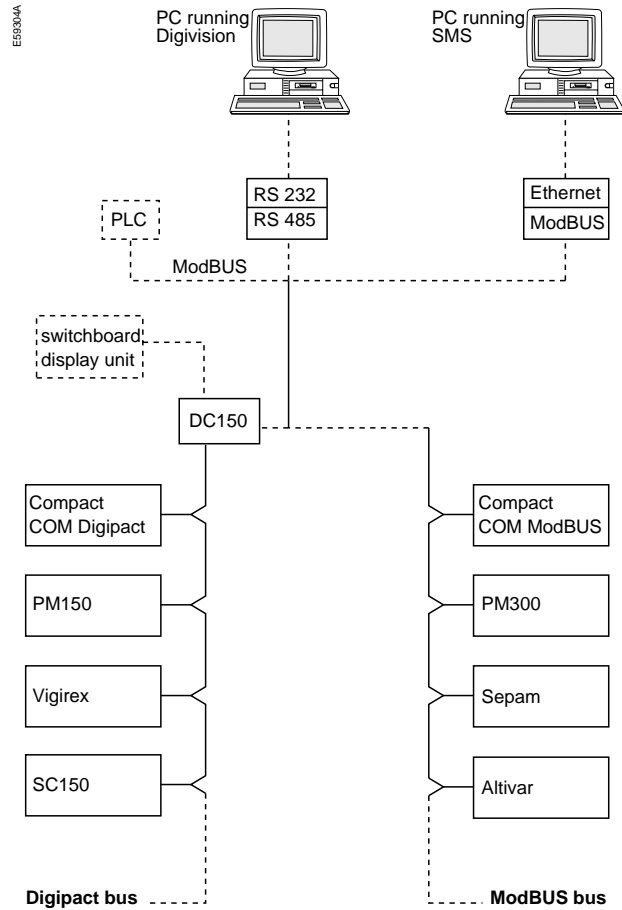 E59304A
PC running
Digivision
PC running
SMS
RS 232
RS 485
Ethernet
ModBUS
PLC
ModBUS
switchboard
display unit
DC150
Compact
COM Digipact
Compact
COM ModBUS
PM150
PM300
Vigirex
Sepam
SC150
Altivar
Digipact bus
ModBUS bus